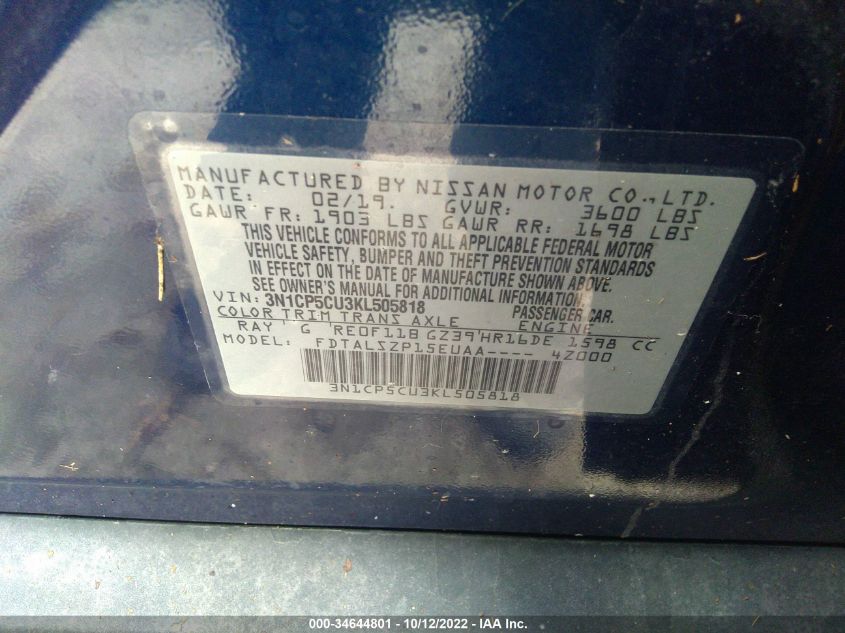 MANUFACTURED BY NISSAN MOTOR CO., LTD.
DATE: 02/19. GVWR: 3600 LBS
GAWR FR: 1903 LBS GAWR RR: 1698 LBS
THIS VEHICLE CONFORMS TO ALL APPLICABLE FEDERAL MOTOR
VEHICLE SAFETY, BUMPER AND THEFT PREVENTION STANDARDS
IN EFFECT ON THE DATE OF MANUFACTURE SHOWN ABOVE.
SEE OWNER'S MANUAL FOR ADDITIONAL INFORMATION.
VIN: 3N1CP5CU3KL505818 PASSENGER CAR.
COLOR TRIM TRANS AXLE ENGINE
RAY G RE0F11B GZ39 HR16DE 1598 CC
MODEL: FDTALSZP15EUAA---- 4Z000
3N1CP5CU3KL505818
000-34644801 - 10/12/2022 - IAA Inc.